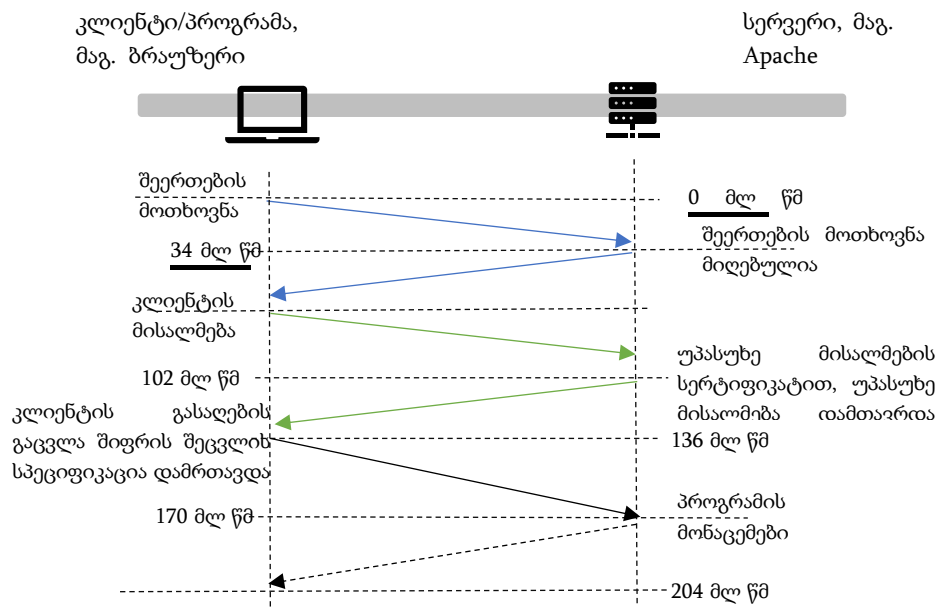 კლიენტი/პროგრამა,
მაგ. ბრაუზერი
სერვერი, მაგ.
Apache
შეერთების
მოთხოვნა
0 მლ წმ
34 მლ წმ
შეერთების მოთხოვნა
მიღებულია
კლიენტის
მისალმება
102 მლ წმ
უპასუხე მისალმების
სერტიფიკატით, უპასუხე
მისალმება დამთავრდა
კლიენტის გასაღების
გაცვლა შიფრის შეცვლის
სპეციფიკაცია დამრთავდა
136 მლ წმ
170 მლ წმ
პროგრამის
მონაცემები
204 მლ წმ